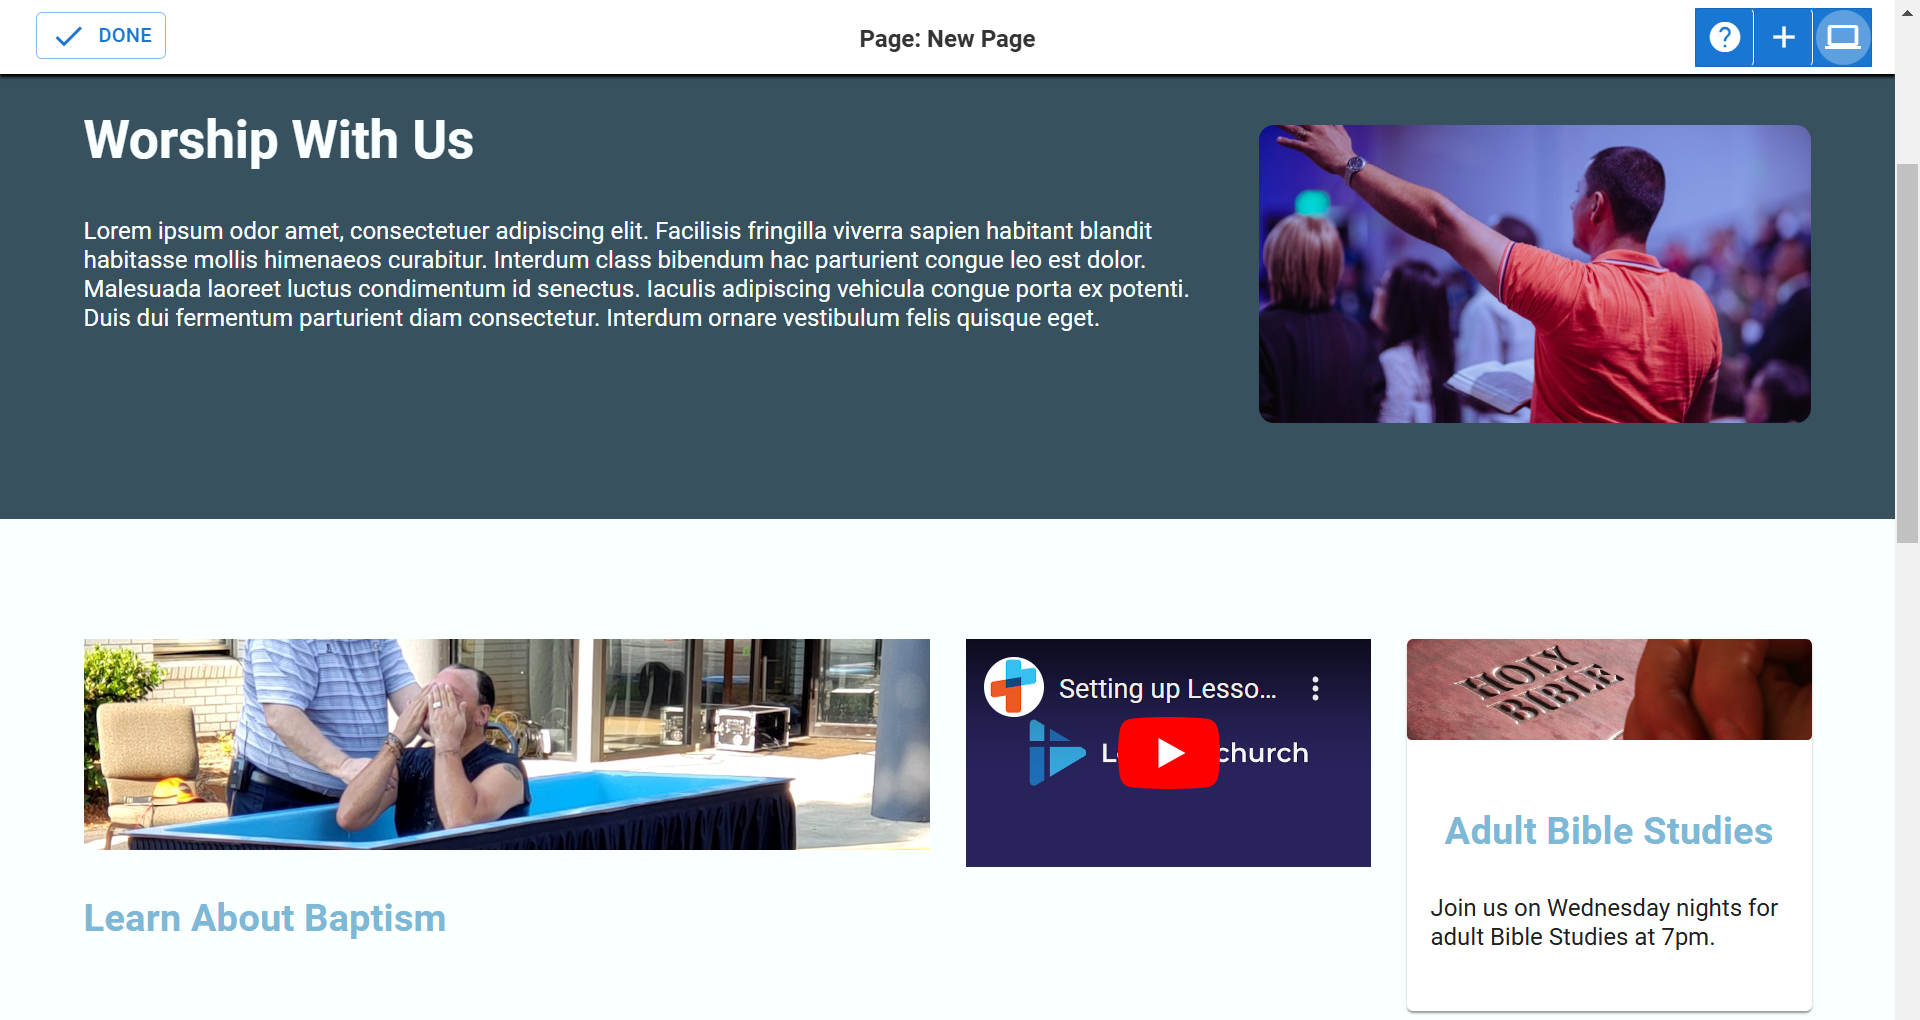 DONE
Page: New Page
Worship With Us
Lorem ipsum odor amet, consectetuer adipiscing elit. Facilisis fringilla viverra sapien habitant blandit
habitasse mollis himenaeos curabitur. Interdum class bibendum hac parturient congue leo est dolor.
Malesuada laoreet luctus condimentum id senectus. Iaculis adipiscing vehicula congue porta ex potenti.
Duis dui fermentum parturient diam consectetur. Interdum ornare vestibulum felis quisque eget.
Learn About Baptism
Setting up Lesso...
church
HOLY
BIBLE
Adult Bible Studies
Join us on Wednesday nights for
adult Bible Studies at 7pm.